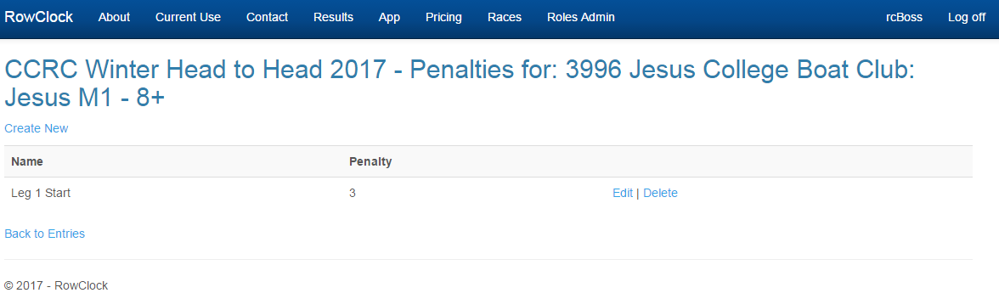 RowClock About Current Use Contact Results App Pricing Races Roles Admin rcBoss Log off
CCRC Winter Head to Head 2017 - Penalties for: 3996 Jesus College Boat Club:
Jesus M1 - 8+
Create New
Name Penalty
Leg 1 Start 3 Edit | Delete
Back to Entries
© 2017 - RowClock